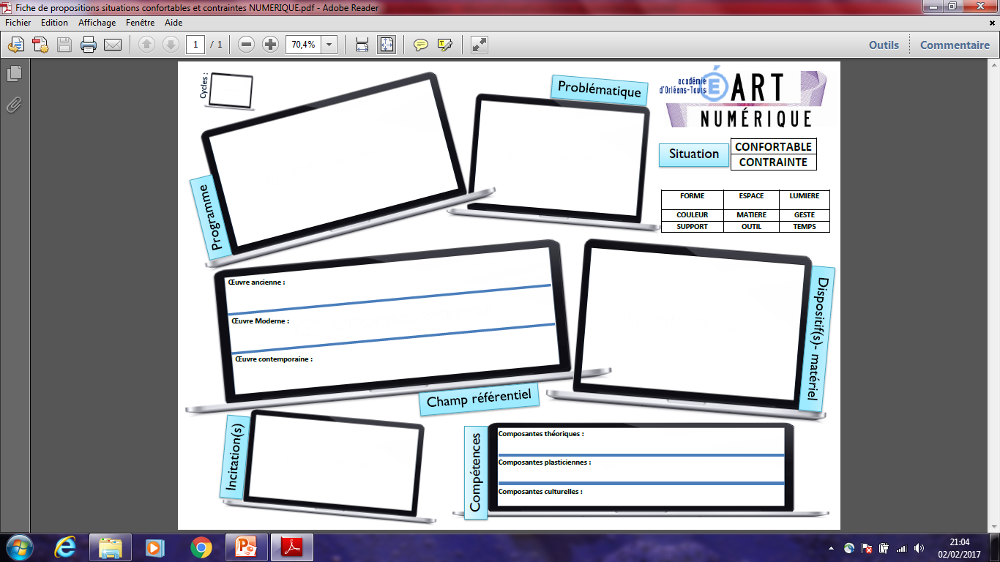 Fiche de propositions situations confortables et contraintes NUMERIQUE.pdf - Adobe Reader
Fichier Edition Affichage Fenêtre Aide
1 / 1 70,4% Outils Commentaire
Cycles :
Programme
Problématique
académie
d'Orléans-Tours
É ART
NUMÉRIQUE
Situation
CONFORTABLE
CONTRAINTE
FORME ESPACE LUMIERE
COULEUR MATIERE GESTE
SUPPORT OUTIL TEMPS
Œuvre ancienne :
Œuvre Moderne :
Œuvre contemporaine :
Champ référentiel
Dispositif(s)- matériel
Incitation(s)
Compétences
Composantes théoriques :
Composantes plasticiennes :
Composantes culturelles :
21:04
02/02/2017